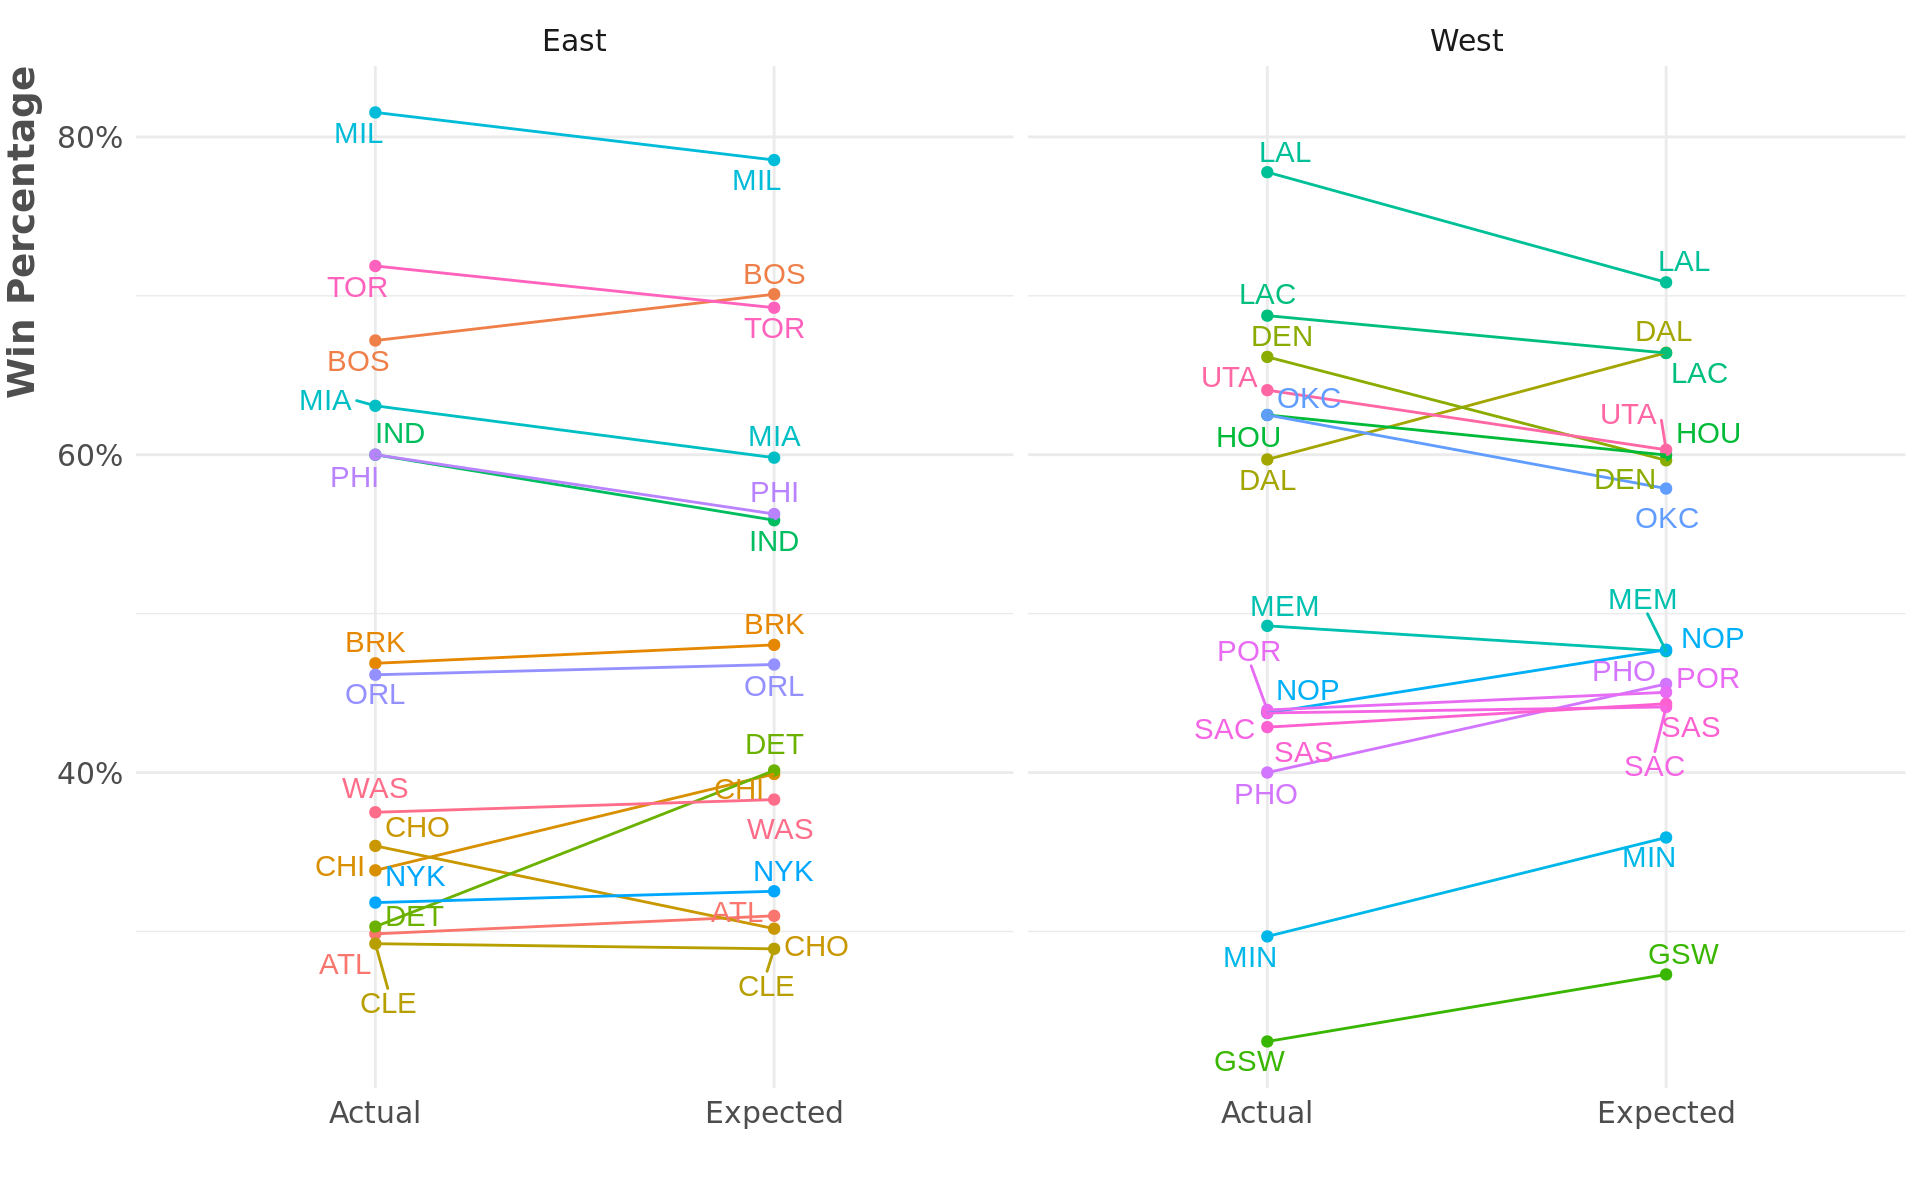 East
West
Win Percentage
80%
60%
40%
MIL
MIL
TOR
BOS
BOS
TOR
MIA
IND
MIA
PHI
PHI
IND
BRK
BRK
ORL
ORL
DET
WAS
CHI
CHO
WAS
CHI
NYK
NYK
DET
ATL
CHO
ATL
CLE
CLE
LAL
LAL
LAC
DEN
DAL
UTA
LAC
OKC
UTA
HOU
HOU
DAL
DEN
OKC
MEM
MEM
POR
NOP
NOP
PHO
POR
SAC
SAS
SAS
SAC
PHO
MIN
MIN
GSW
GSW
Actual
Expected
Actual
Expected